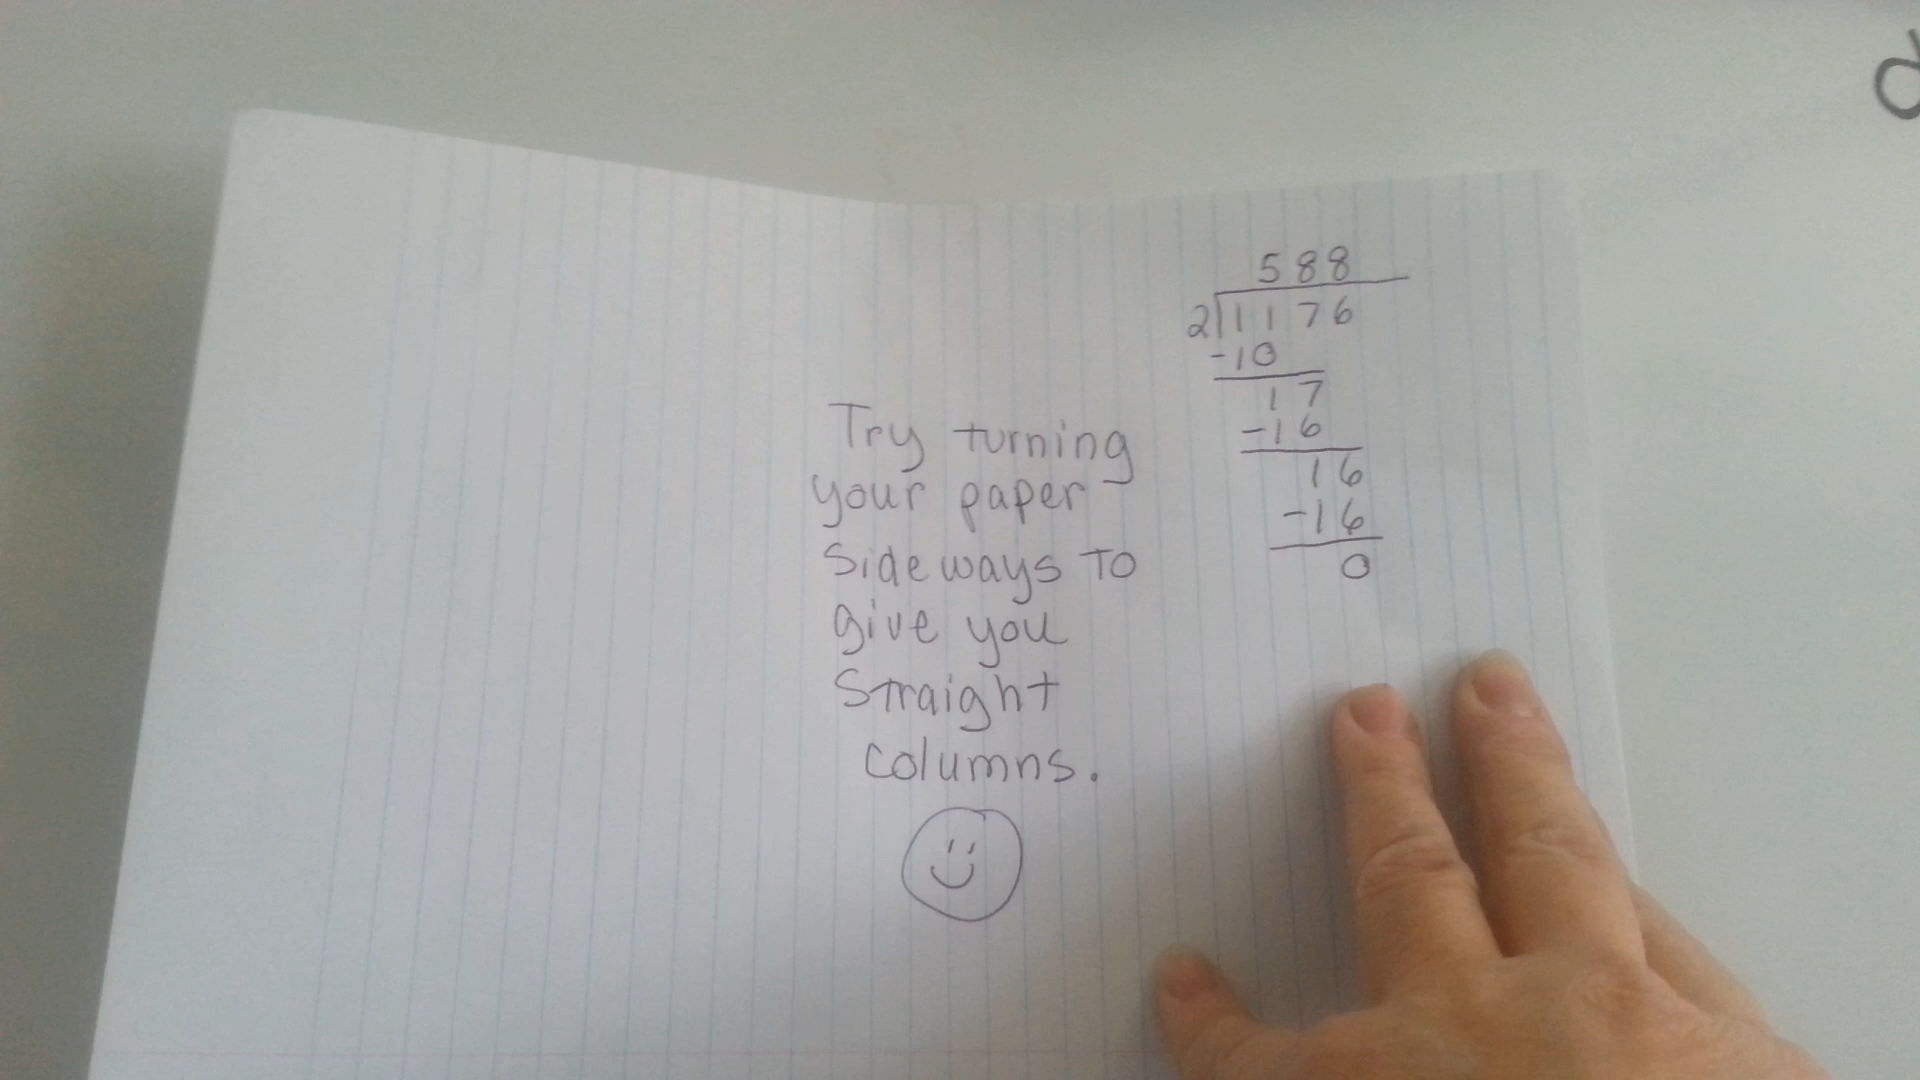 588
2)1176
-10
17
-16
16
-16
0
Try turning
your paper
sideways to
give you
straight
columns.